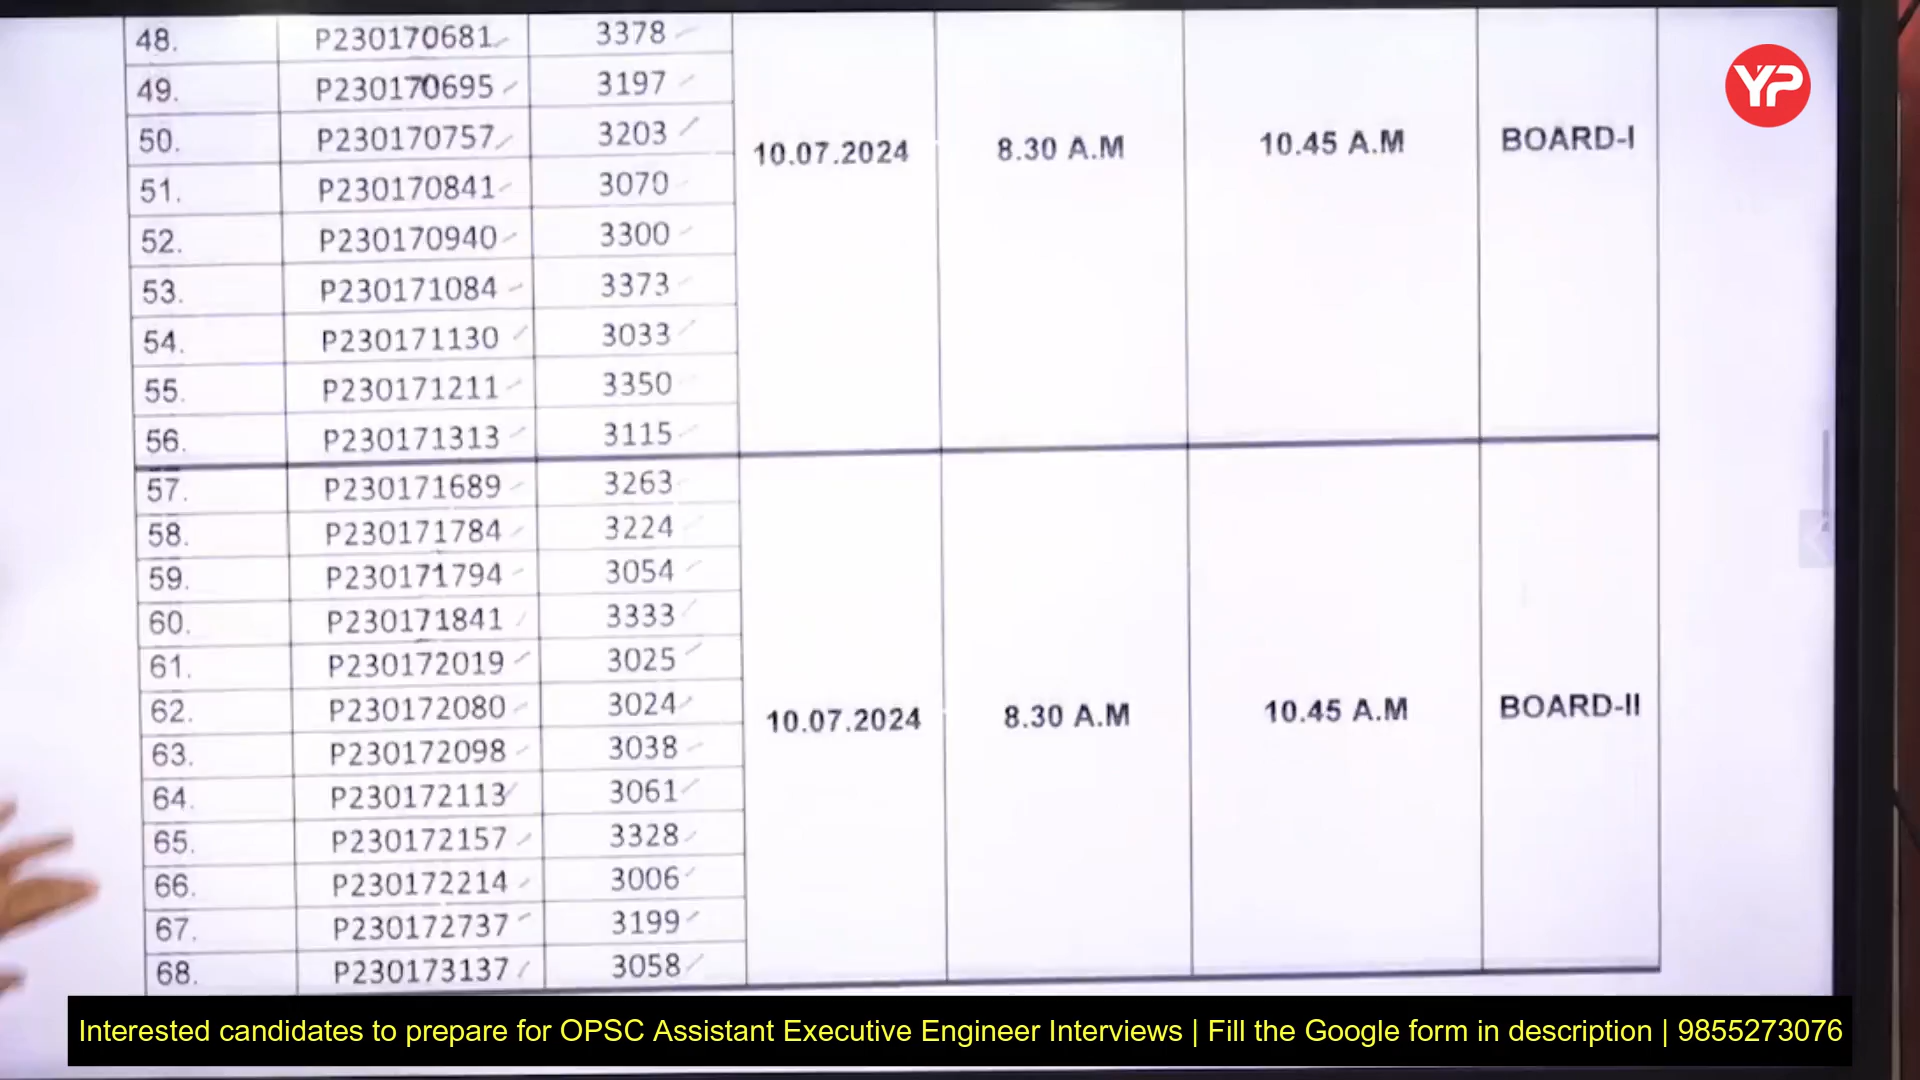 48. P230170681 3378
49. P230170695 3197
50. P230170757 3203
10.07.2024 8.30 A.M 10.45 A.M BOARD-I
51. P230170841 3070
52. P230170940 3300
53. P230171084 3373
54. P230171130 3033
55. P230171211 3350
56. P230171313 3115
57. P230171689 3263
58. P230171784 3224
59. P230171794 3054
60. P230171841 3333
61. P230172019 3025
62. P230172080 3024
10.07.2024 8.30 A.M 10.45 A.M BOARD-II
63. P230172098 3038
64. P230172113 3061
65. P230172157 3328
66. P230172214 3006
67. P230172737 3199
68. P230173137 3058
YP
Interested candidates to prepare for OPSC Assistant Executive Engineer Interviews | Fill the Google form in description | 9855273076